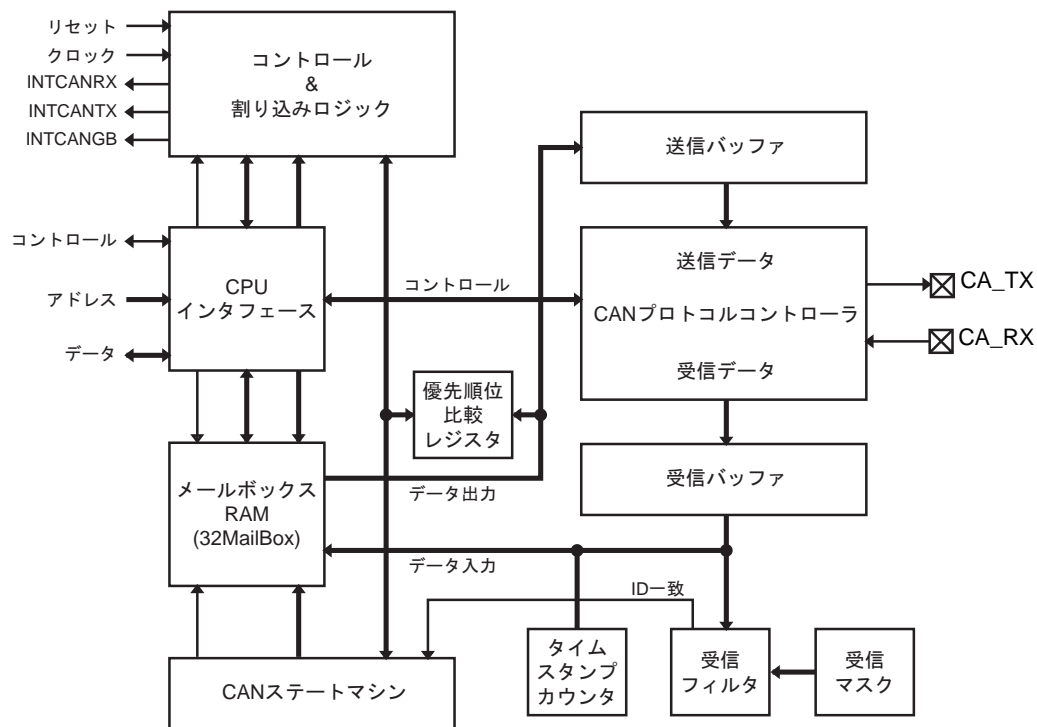 リセット
クロック
INTCANRX
INTCANTX
INTCANGB
コントロール
&
割り込みロジック
送信バッファ
コントロール
アドレス
データ
CPU
インタフェース
コントロール
送信データ
CANプロトコルコントローラ
受信データ
CA_TX
CA_RX
優先順位
比較
レジスタ
メールボックス
RAM
(32MailBox)
データ出力
受信バッファ
データ入力
ID一致
タイム
スタンプ
カウンタ
受信
フィルタ
受信
マスク
CANステートマシン